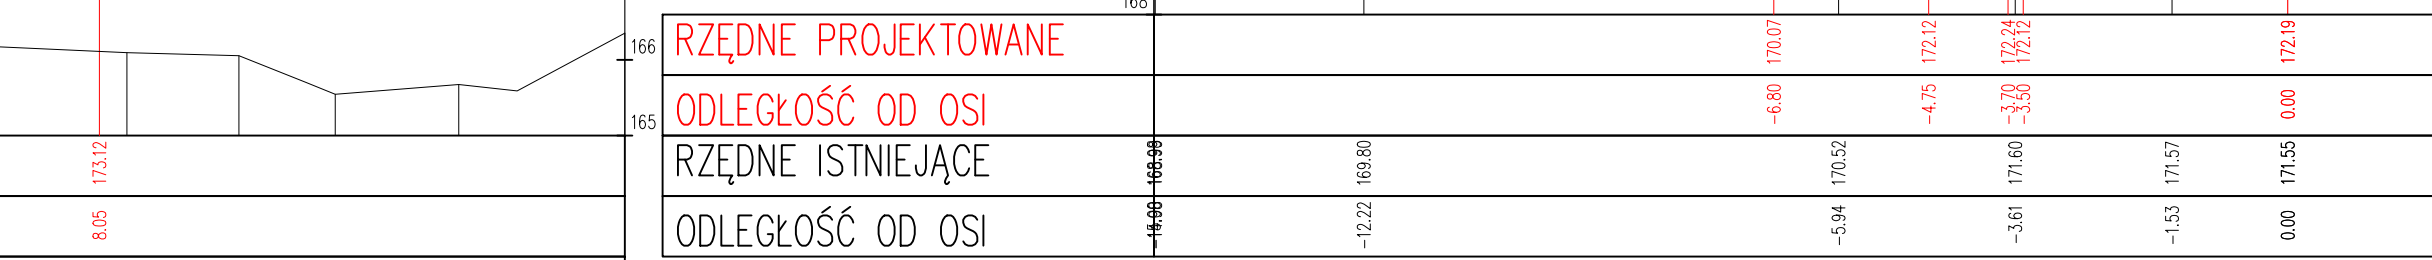 168
166
165
173.12
8.05
RZĘDNE PROJEKTOWANE 170.07 172.12 172.24 172.12 172.19
ODLEGŁOŚĆ OD OSI -6.80 -4.75 -3.70 -3.50 0.00
RZĘDNE ISTNIEJĄCE 169.80 170.52 171.60 171.57 171.55
ODLEGŁOŚĆ OD OSI -12.22 -5.94 -3.61 -1.53 0.00